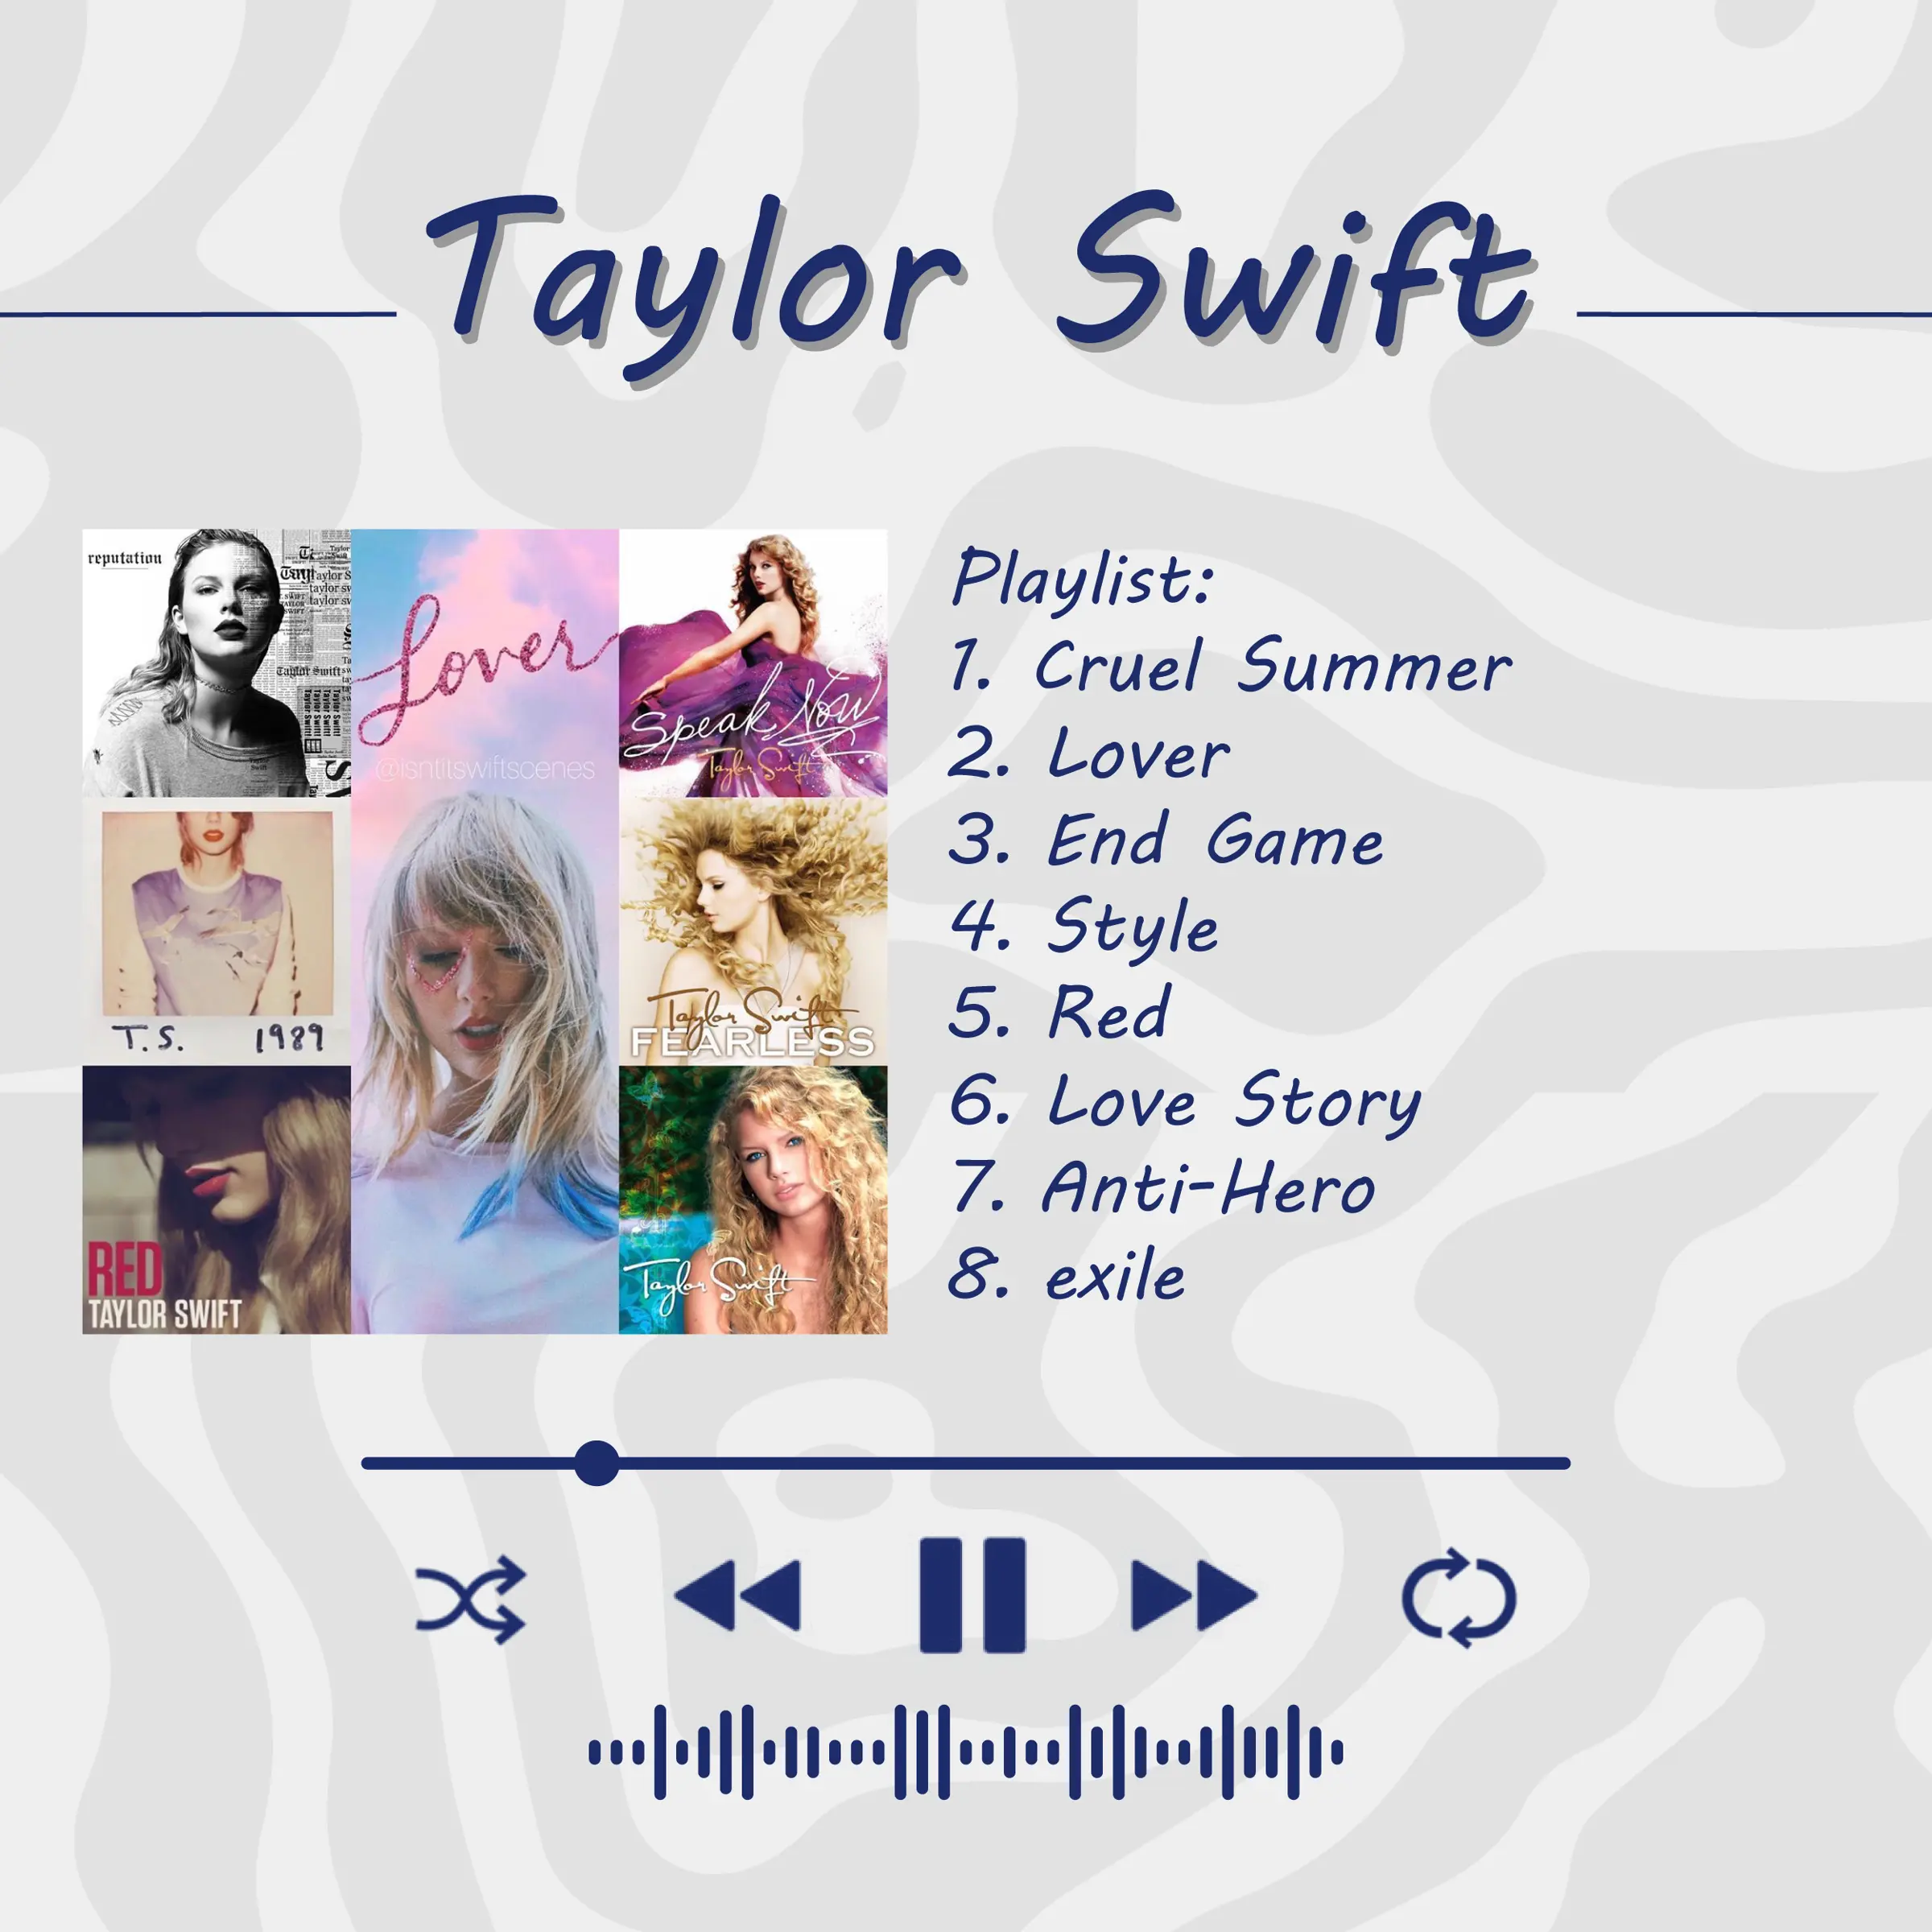 Taylor Swift
reputation
Lover
@isntitswiftscenes
Speak Now
Taylor Swift
T.S. 1989
Taylor Swift
FEARLESS
RED
TAYLOR SWIFT
Taylor Swift
Playlist:
1. Cruel Summer
2. Lover
3. End Game
4. Style
5. Red
6. Love Story
7. Anti-Hero
8. exile